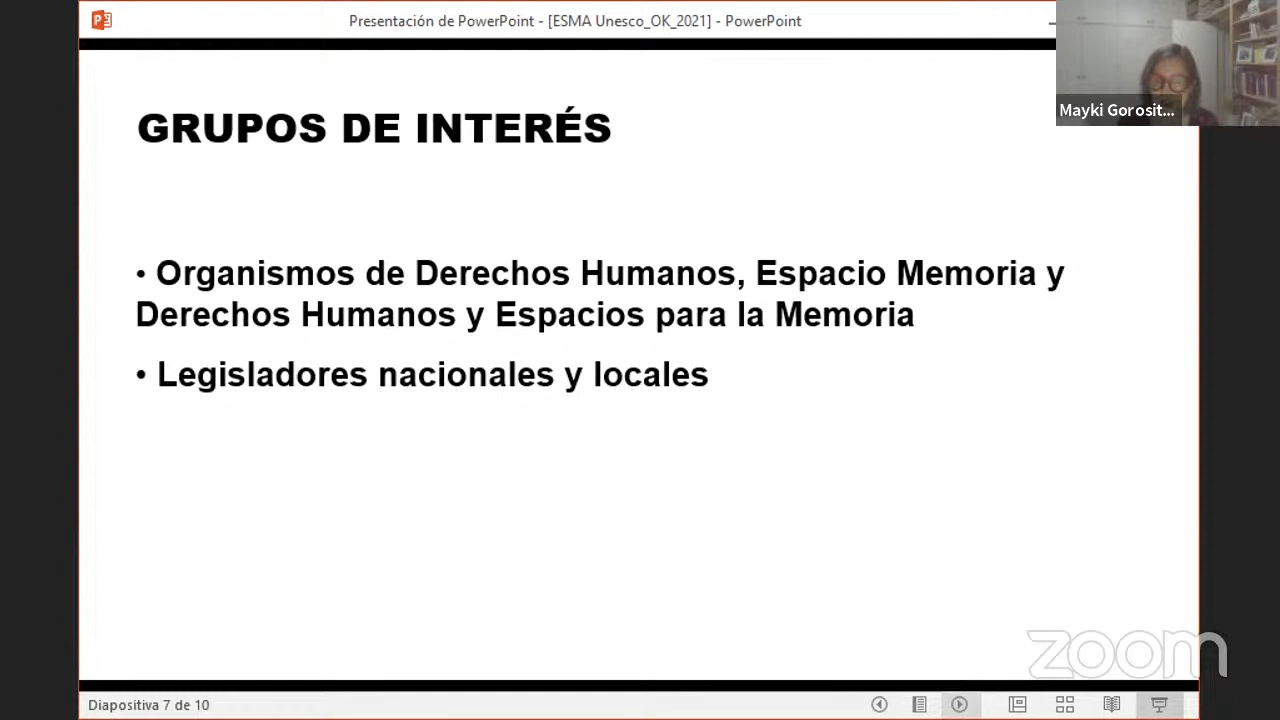 Presentación de PowerPoint - [ESMA Unesco_OK_2021] - PowerPoint
Mayki Gorosit...
GRUPOS DE INTERÉS
• Organismos de Derechos Humanos, Espacio Memoria y
Derechos Humanos y Espacios para la Memoria
• Legisladores nacionales y locales
zoom
Diapositiva 7 de 10